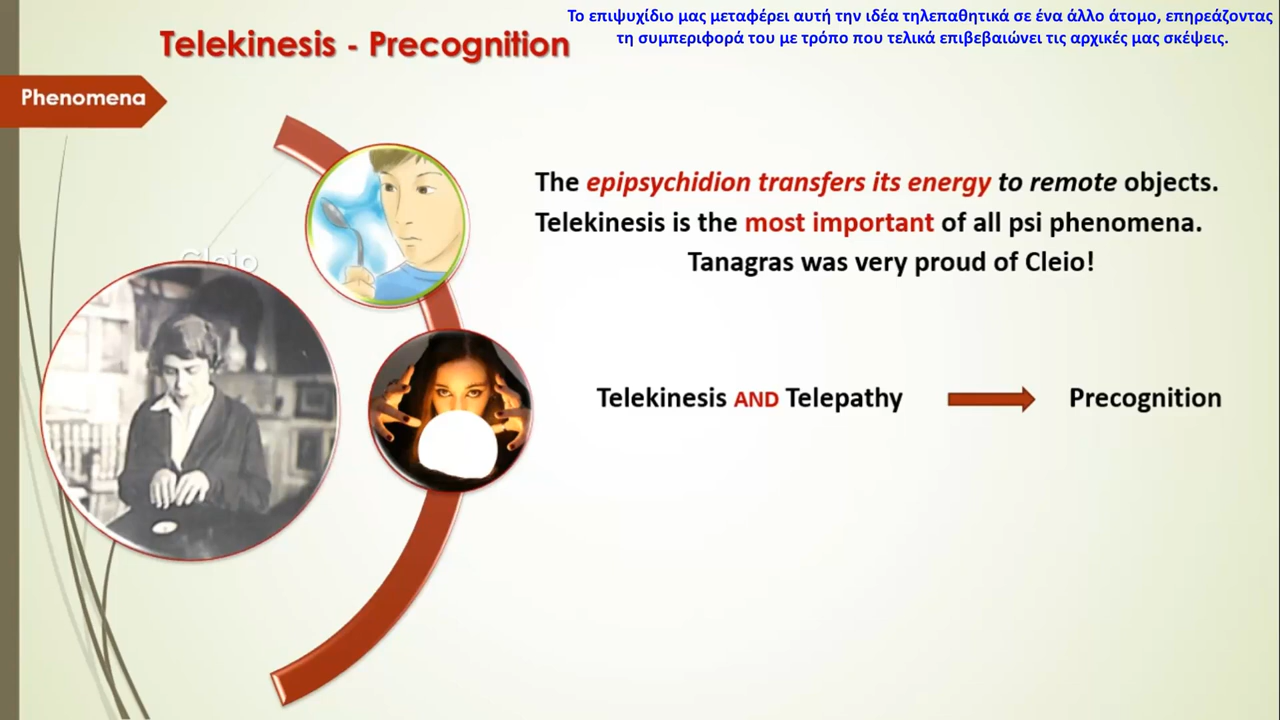 Το επιψυχίδιο μας μεταφέρει αυτή την ιδέα τηλεπαθητικά σε ένα άλλο άτομο, επηρεάζοντας
τη συμπεριφορά του με τρόπο που τελικά επιβεβαιώνει τις αρχικές μας σκέψεις.
Telekinesis - Precognition
Phenomena
The epipsychidion transfers its energy to remote objects.
Telekinesis is the most important of all psi phenomena.
Tanagras was very proud of Cleio!
Cleio
Telekinesis AND Telepathy
Precognition